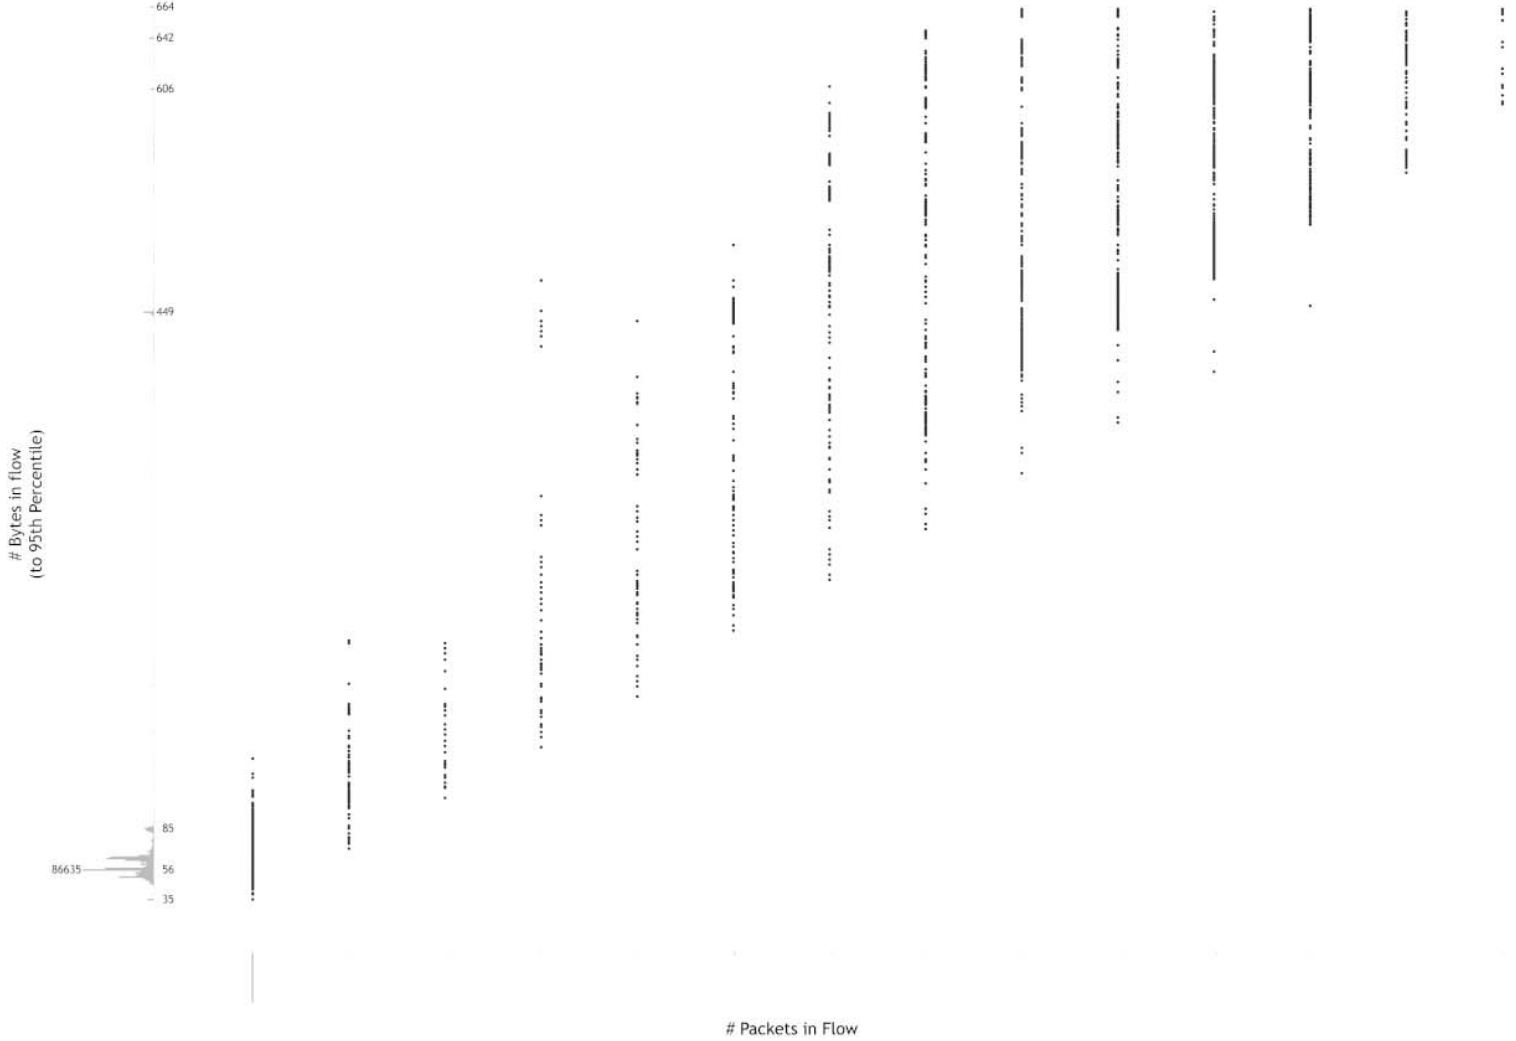 664
642
606
449
# Bytes in flow
(to 95th Percentile)
85
86635
56
35
# Packets in Flow